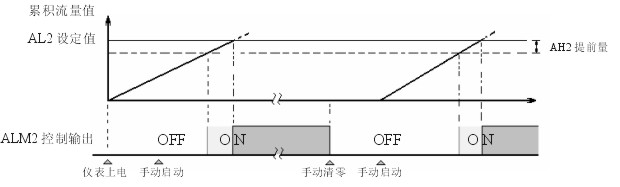 累积流量值
AL2 设定值
AH2 提前量
ALM2 控制输出
OFF
ON
OFF
ON
仪表上电
手动启动
手动清零
手动启动